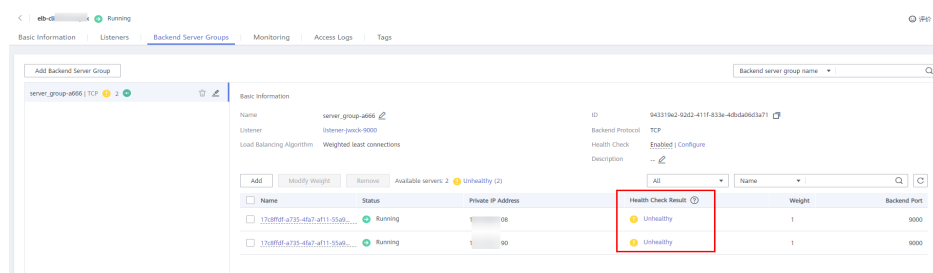 elb-cli Running
评价
Basic Information Listeners Backend Server Groups Monitoring Access Logs Tags
Add Backend Server Group
Backend server group name
server_group-a666 | TCP 2
Basic Information
Name server_group-a666
ID 943319e2-92d2-411f-833e-4dbda06d3a71
Listener listener-jwxck-9000
Backend Protocol TCP
Load Balancing Algorithm Weighted least connections
Health Check Enabled | Configure
Description --
Add Modify Weight Remove Available servers: 2 Unhealthy (2) All Name C
Name Status Private IP Address Health Check Result Weight Backend Port
17c8ffdf-a735-4fa7-af11-55a9... Running 1 08 Unhealthy 1 9000
17c8ffdf-a735-4fa7-af11-55a9... Running 1 90 Unhealthy 1 9000